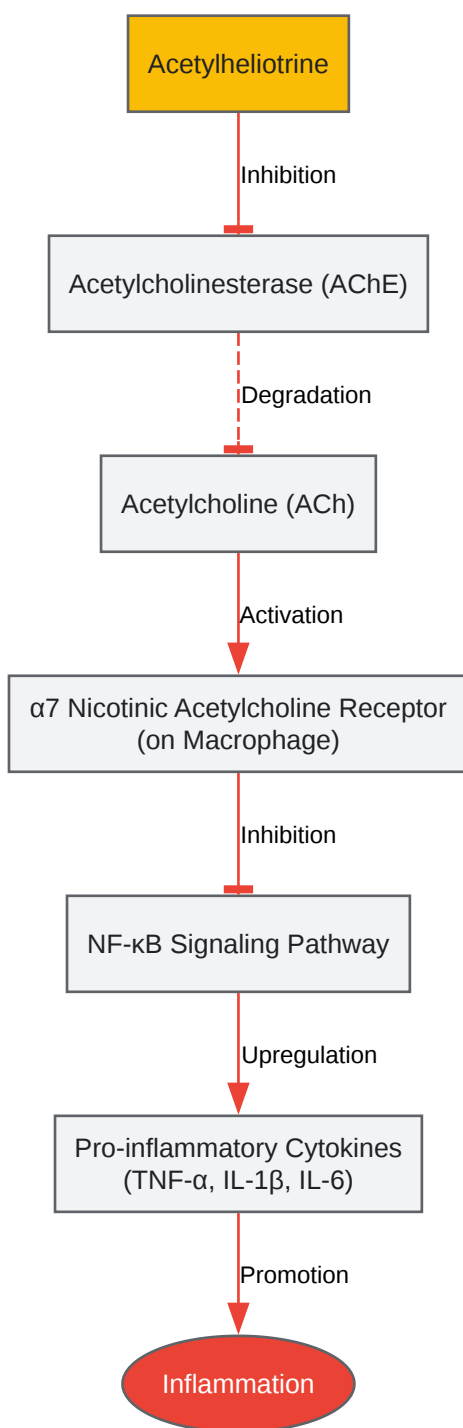 Acetylheliotrine
Inhibition
Acetylcholinesterase (AChE)
Degradation
Acetylcholine (ACh)
Activation
α7 Nicotinic Acetylcholine Receptor
(on Macrophage)
Inhibition
NF-κB Signaling Pathway
Upregulation
Pro-inflammatory Cytokines
(TNF-α, IL-1β, IL-6)
Promotion
Inflammation